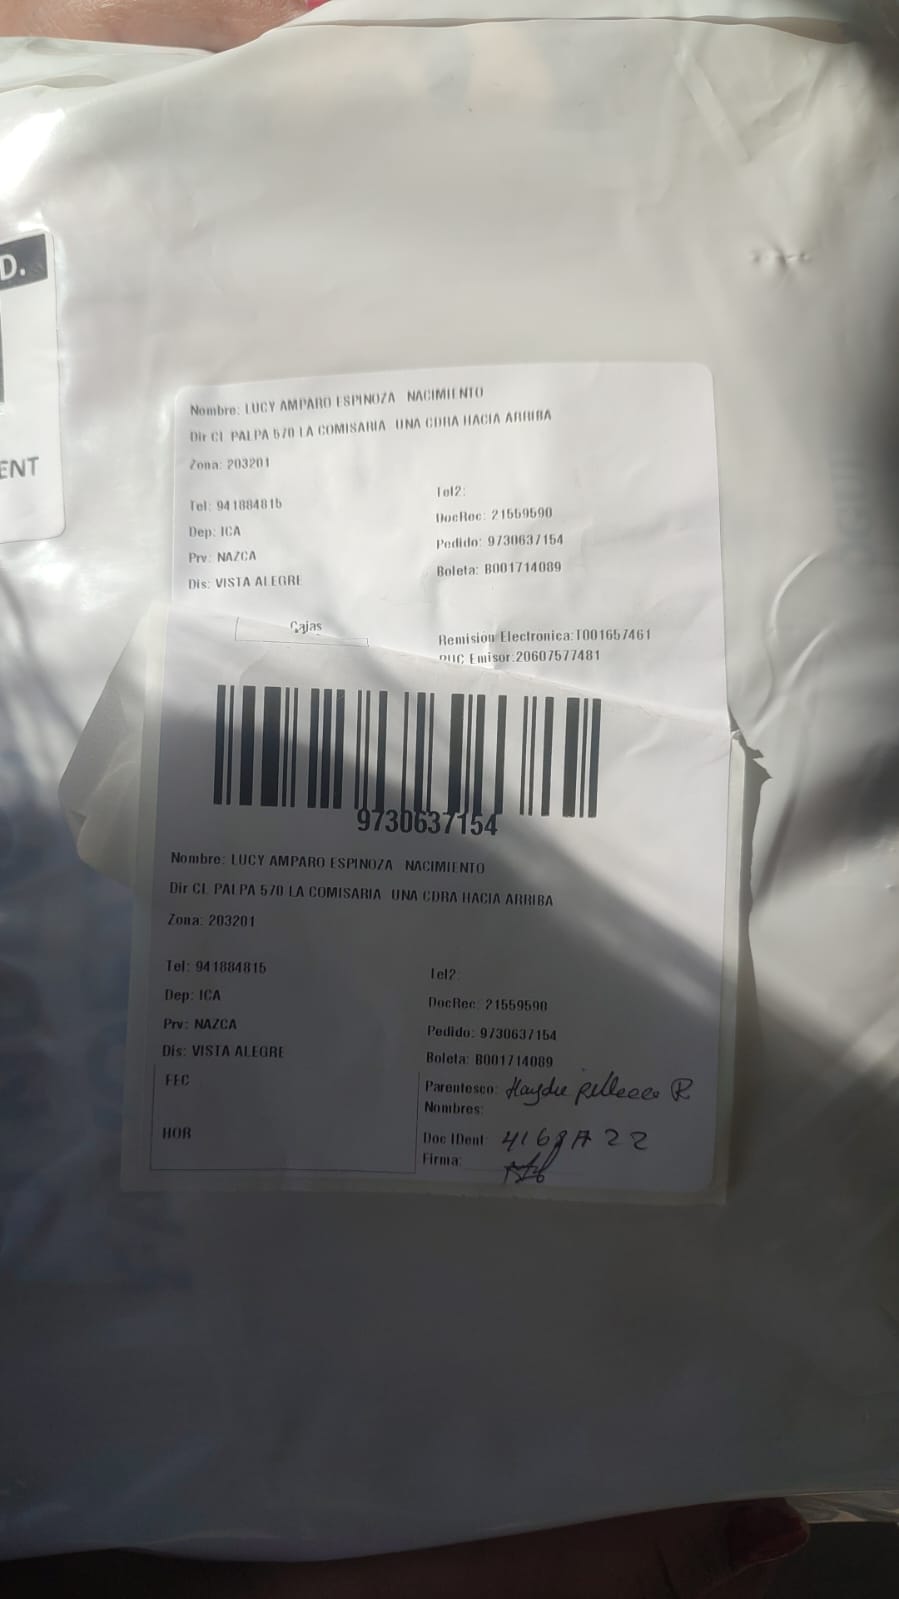 D.
ENT
Nombre: LUCY AMPARO ESPINOZA NACIMIENTO
Dir CL PALPA 570 LA COMISARIA UNA CDRA HACIA ARRIBA
Zona: 203201
Tel: 941884815
Tel2:
DocRec: 21559590
Dep: ICA
Pedido: 9730637154
Prv: NAZCA
Boleta: B001714089
Dis: VISTA ALEGRE
Cajas
Remision Electronica:T001657461
RUC Emisor:20607577481
9730637154
Nombre: LUCY AMPARO ESPINOZA NACIMIENTO
Dir CL PALPA 570 LA COMISARIA UNA CDRA HACIA ARRIBA
Zona: 203201
Tel: 941884815
Tel2:
Dep: ICA
DocRec: 21559590
Prv: NAZCA
Pedido: 9730637154
Dis: VISTA ALEGRE
Boleta: B001714089
FEC
Parentesco: Haydee R
Nombres:
HOR
Doc IDent:
Firma: